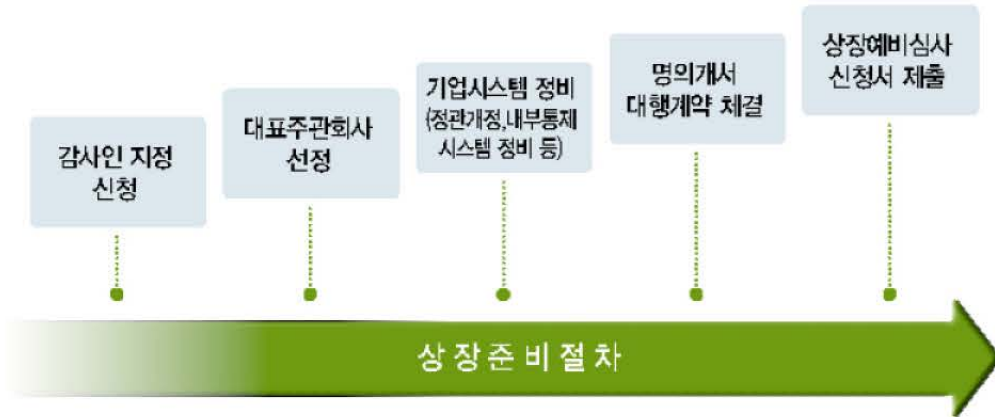 감사인 지정
신청
대표주관회사
선정
기업시스템 정비
(정관개정,내부통제
시스템 정비 등)
명의개서
대행계약 체결
상장예비심사
신청서 제출
상장준비절차